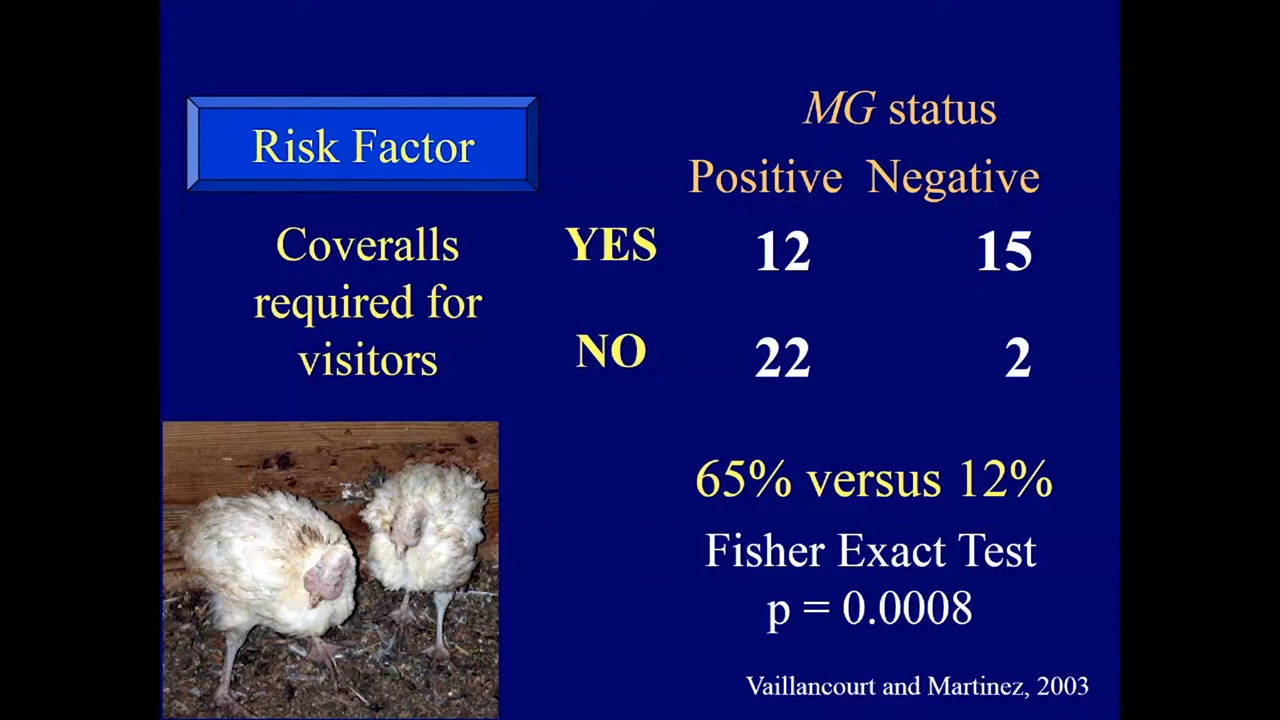 MG status
Risk Factor
Positive Negative
Coveralls
required for
visitors
YES 12 15
NO 22 2
65% versus 12%
Fisher Exact Test
p = 0.0008
Vaillancourt and Martinez, 2003